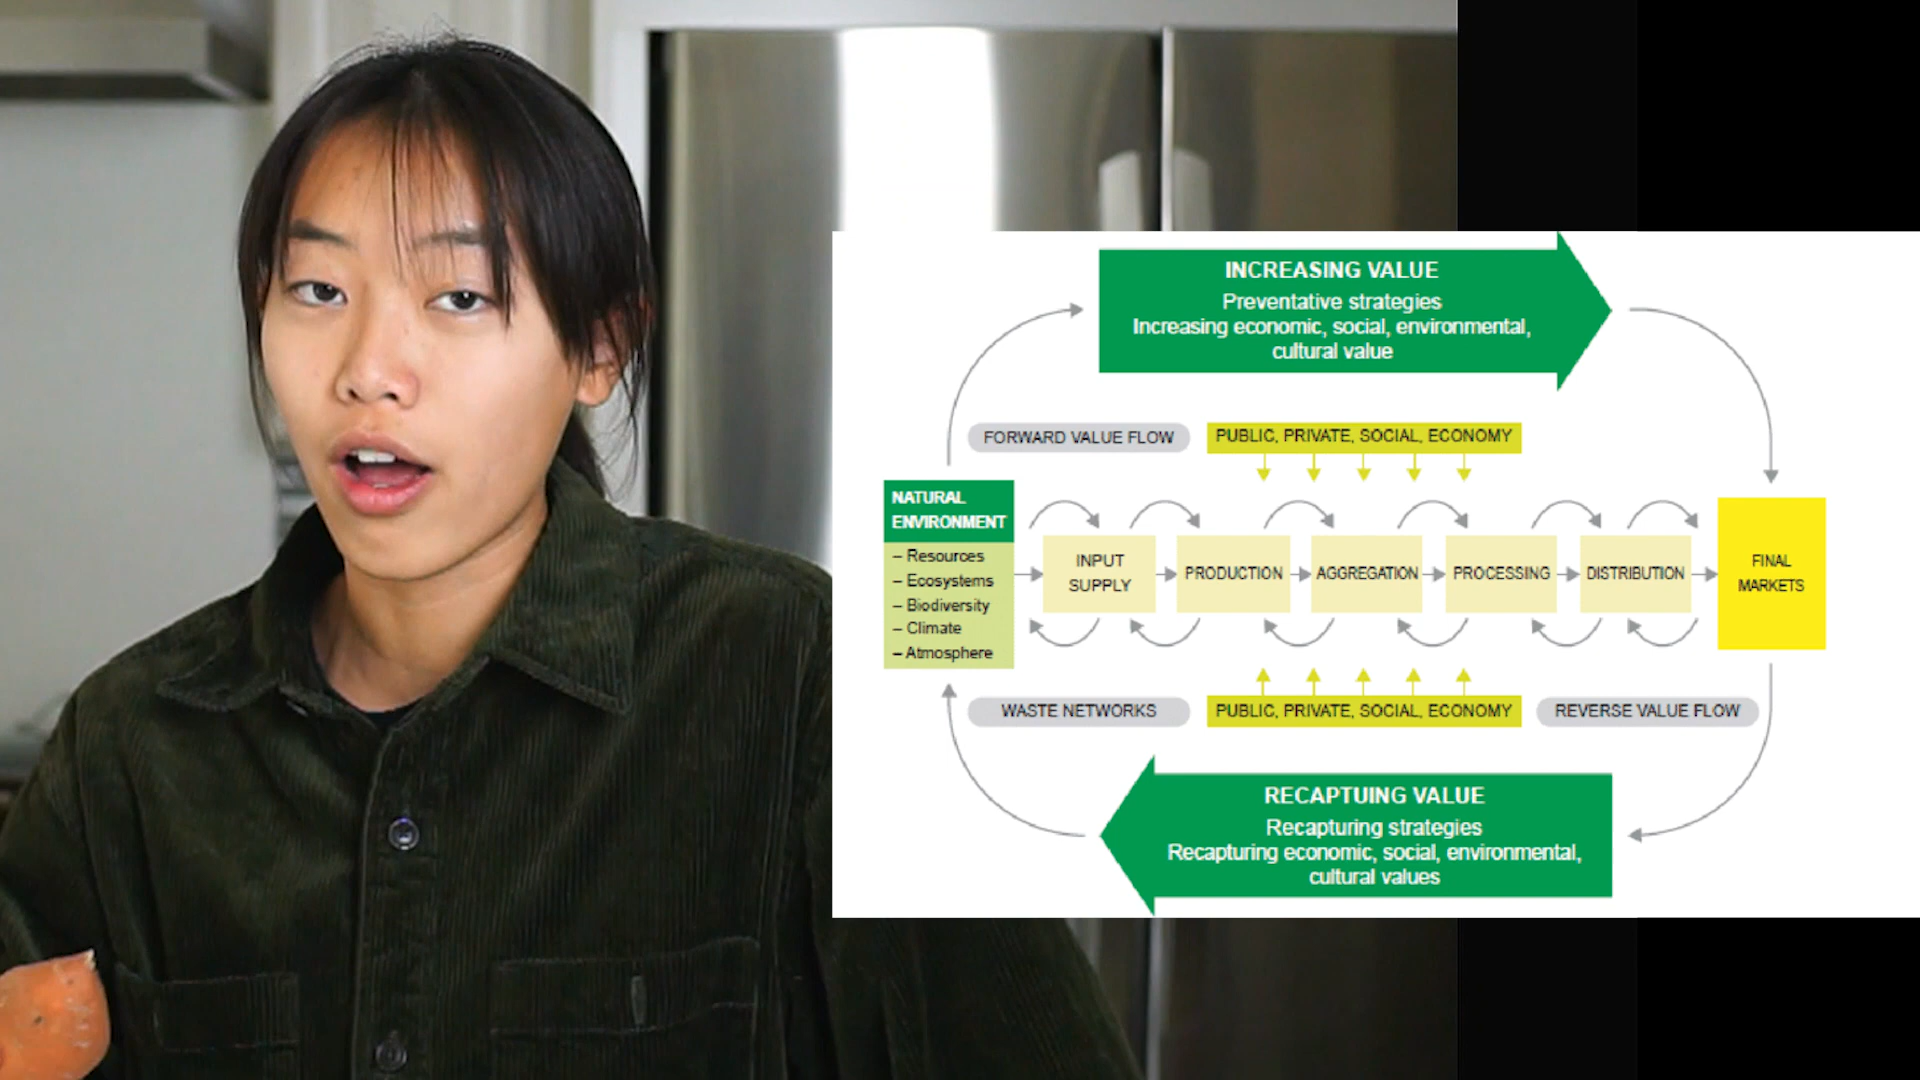 INCREASING VALUE
Preventative strategies
Increasing economic, social, environmental,
cultural value
FORWARD VALUE FLOW
PUBLIC, PRIVATE, SOCIAL, ECONOMY
NATURAL
ENVIRONMENT
– Resources
– Ecosystems
– Biodiversity
– Climate
– Atmosphere
INPUT
SUPPLY
PRODUCTION
AGGREGATION
PROCESSING
DISTRIBUTION
FINAL
MARKETS
WASTE NETWORKS
PUBLIC, PRIVATE, SOCIAL, ECONOMY
REVERSE VALUE FLOW
RECAPTUING VALUE
Recapturing strategies
Recapturing economic, social, environmental,
cultural values